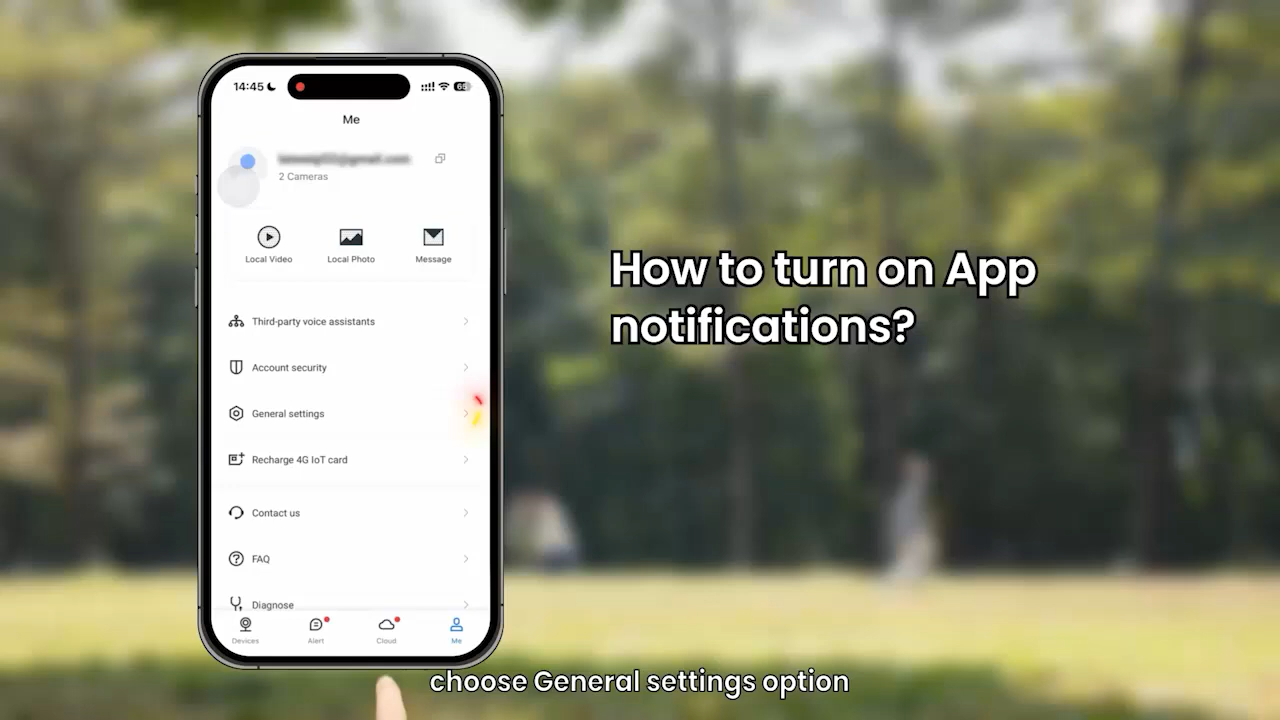 14:45
65
Me
2 Cameras
Local Video
Local Photo
Message
Third-party voice assistants
Account security
General settings
Recharge 4G IoT card
Contact us
FAQ
Diagnose
Devices
Alert
Cloud
Me
How to turn on App
notifications?
choose General settings option